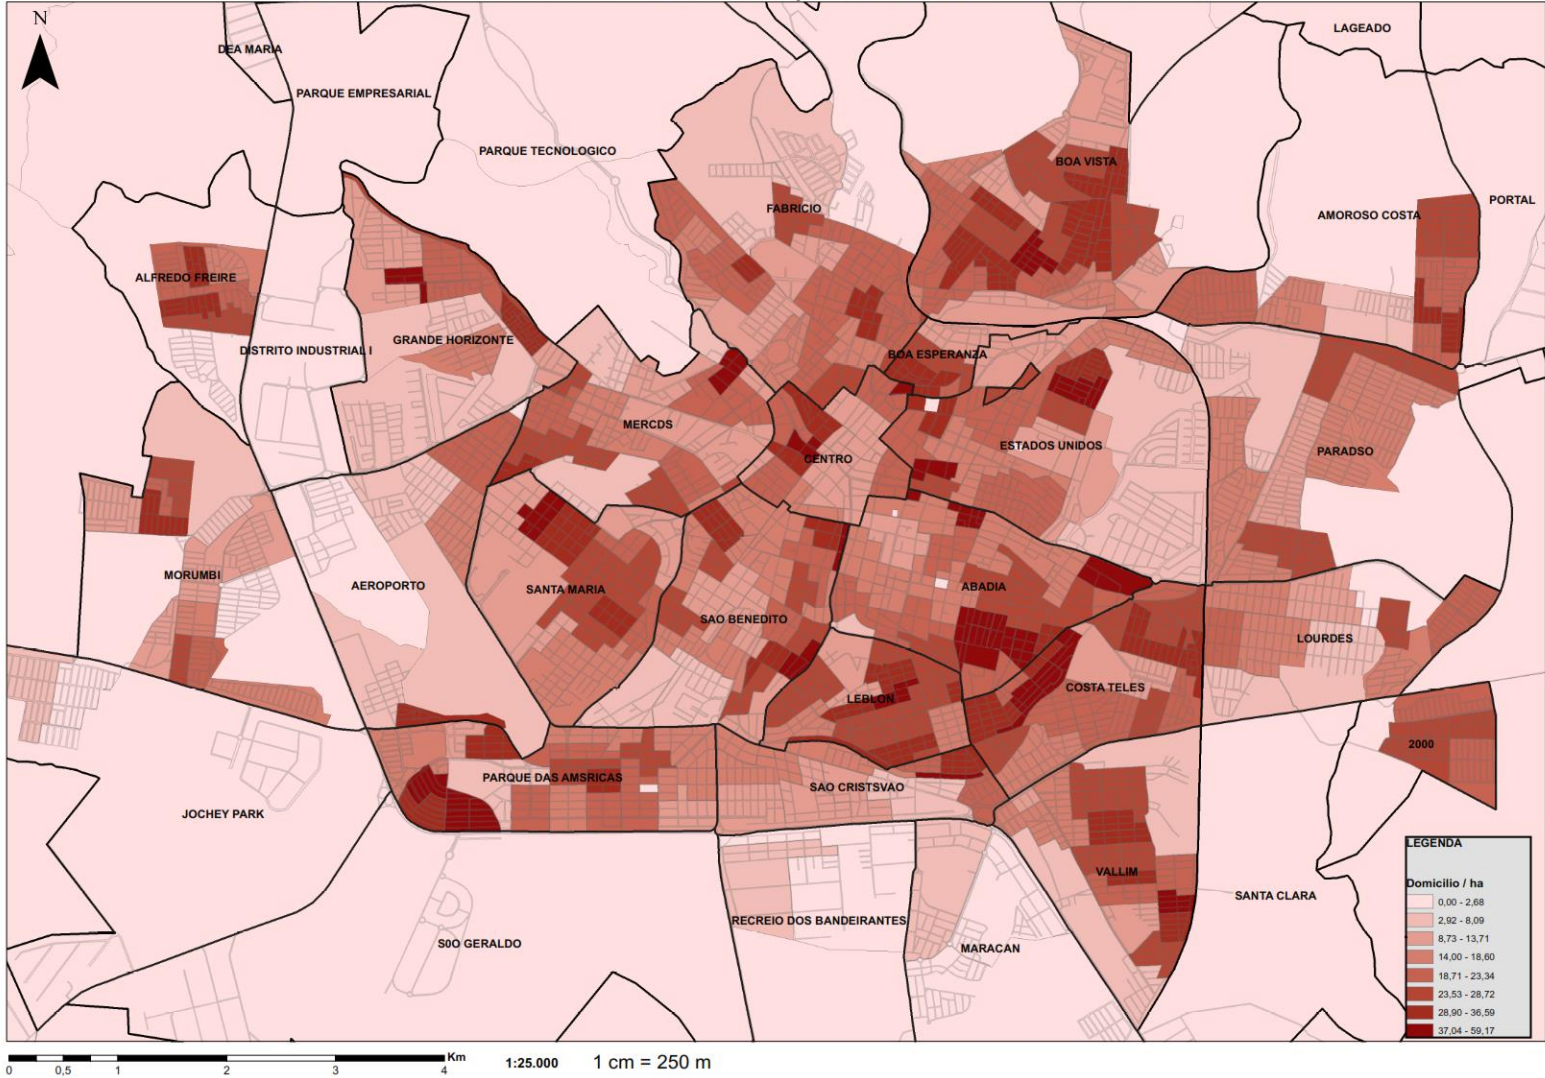 N
LAGEADO
DEA MARIA
PARQUE EMPRESARIAL
PARQUE TECNOLOGICO
BOA VISTA
PORTAL
FABRICIO
AMOROSO COSTA
ALFREDO FREIRE
GRANDE HORIZONTE
DISTRITO INDUSTRIAL I
BOA ESPERANZA
MERCDS
ESTADOS UNIDOS
CENTRO
PARADSO
MORUMBI
AEROPORTO
SANTA MARIA
ABADIA
SAO BENEDITO
LOURDES
COSTA TELES
LEBLON
2000
PARQUE DAS AMSRICAS
SAO CRISTSVAO
JOCHEY PARK
VALLIM
SANTA CLARA
RECREIO DOS BANDEIRANTES
S0O GERALDO
MARACAN
LEGENDA
Domicilio / ha
0,00 - 2,68
2,92 - 8,09
8,73 - 13,71
14,00 - 18,60
18,71 - 23,34
23,53 - 28,72
28,90 - 36,59
37,04 - 59,17
Km
0 0,5 1 2 3 4
1:25.000 1 cm = 250 m